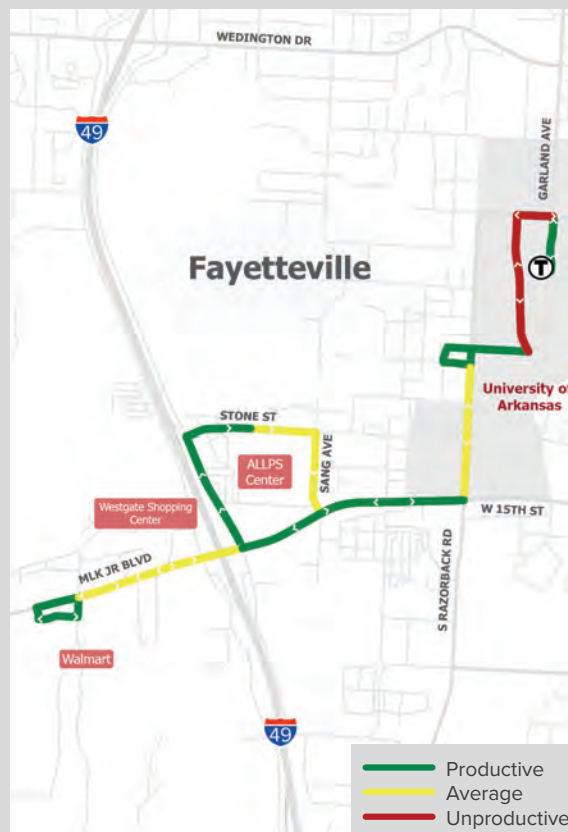 WEDINGTON DR
49
GARLAND AVE
Fayetteville
T
University of
Arkansas
STONE ST
ALLPS
Center
SANG AVE
Westgate Shopping
Center
W 15TH ST
MLK JR BLVD
S RAZORBACK RD
Walmart
49
Productive
Average
Unproductive